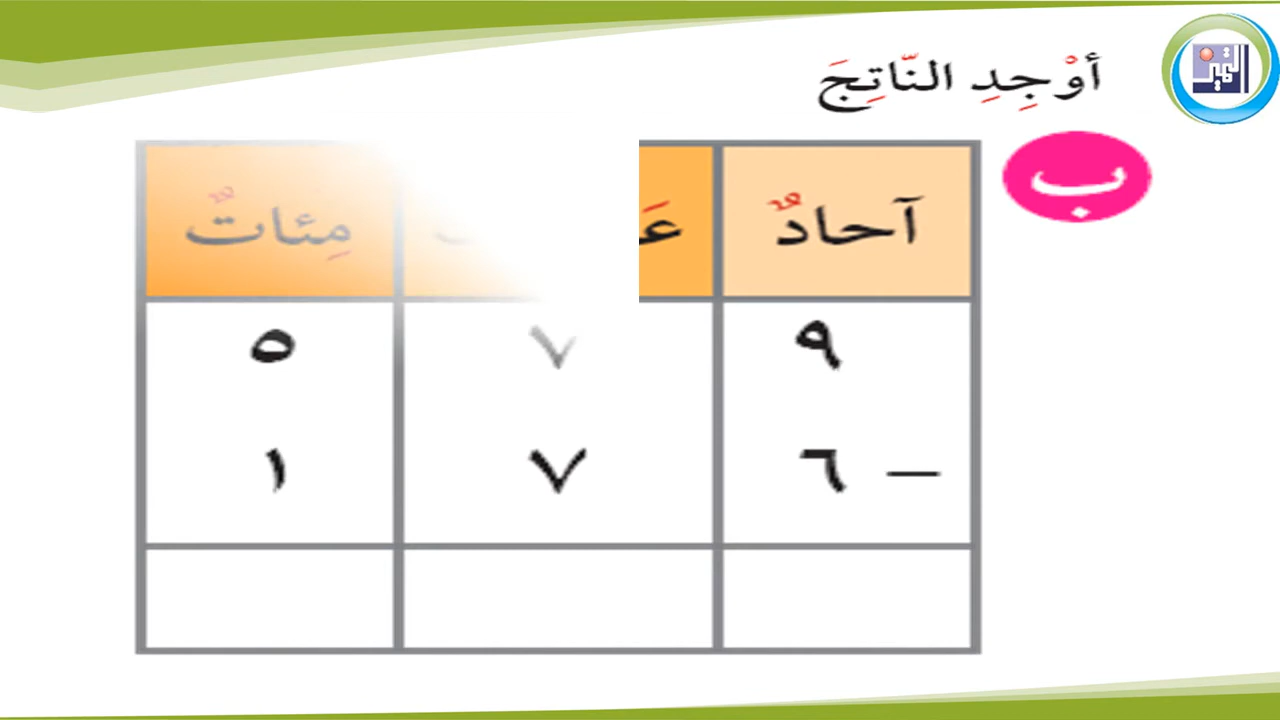 أوْجِدِ النَّاتِجَ
ب
آحادٌ مِئاتٌ
٩ ٧ ٥
– ٦ ٧ ١